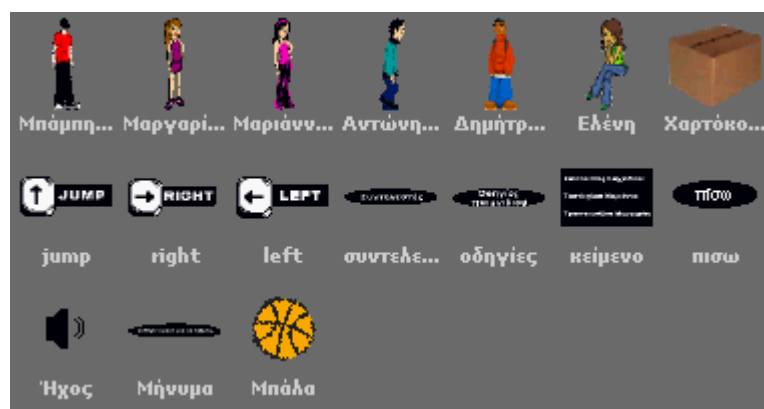 Μπάμπη... Μαργαρί... Μαριάνν... Αντώνη... Δημήτρ... Ελένη Χαρτόκο...
JUMP RIGHT LEFT πίσω
jump right left συντελε... οδηγίες κείμενο πισω
Ήχος Μήνυμα Μπάλα